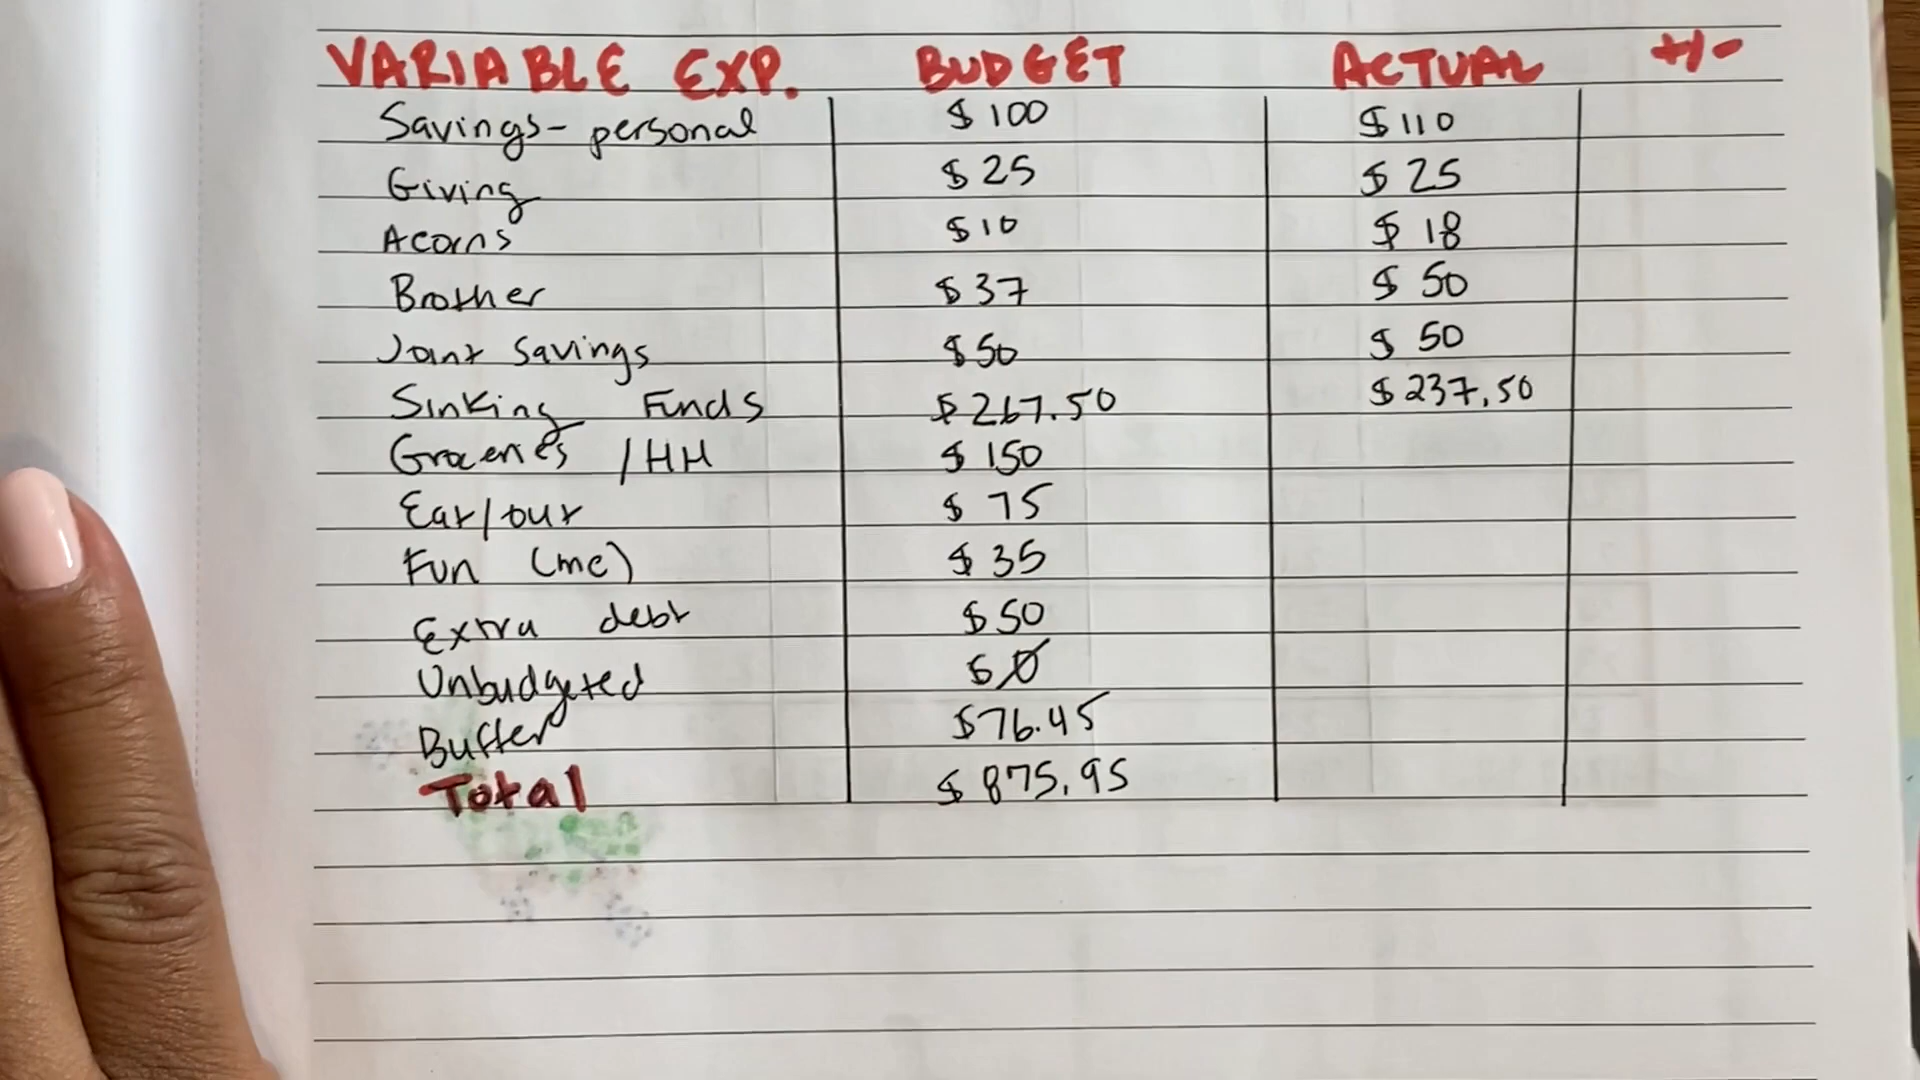 VARIABLE EXP. BUDGET ACTUAL +/-
Savings- personal $100 $110
Giving $25 $25
Acorns $10 $18
Brother $37 $50
Joint Savings $50 $50
Sinking Funds $267.50 $237.50
Groceries /HH $150
Eat/out $75
Fun (me) $35
Extra debt $50
Unbudgeted $0
Buffer $76.45
Total $875.95